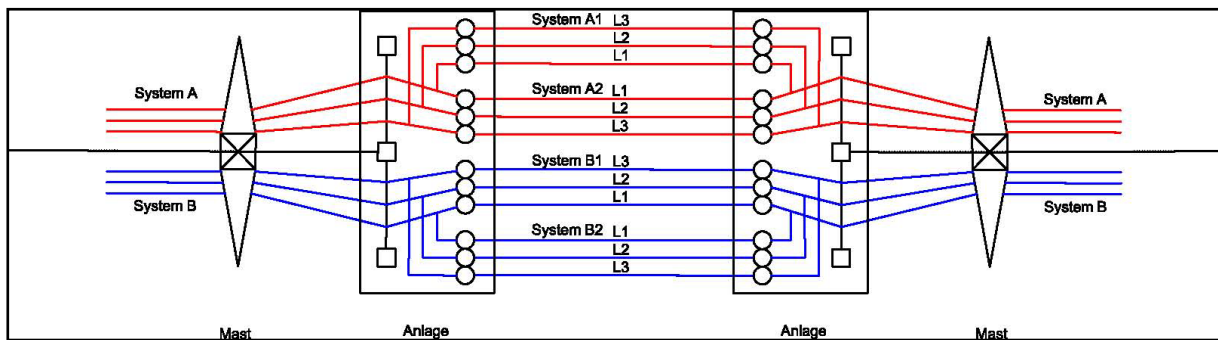 System A1 L3
L2
L1
System A System A2 L1 System A
L2
L3
System B1 L3
L2
System B L1 System B
System B2 L1
L2
L3
Mast Anlage Anlage Mast